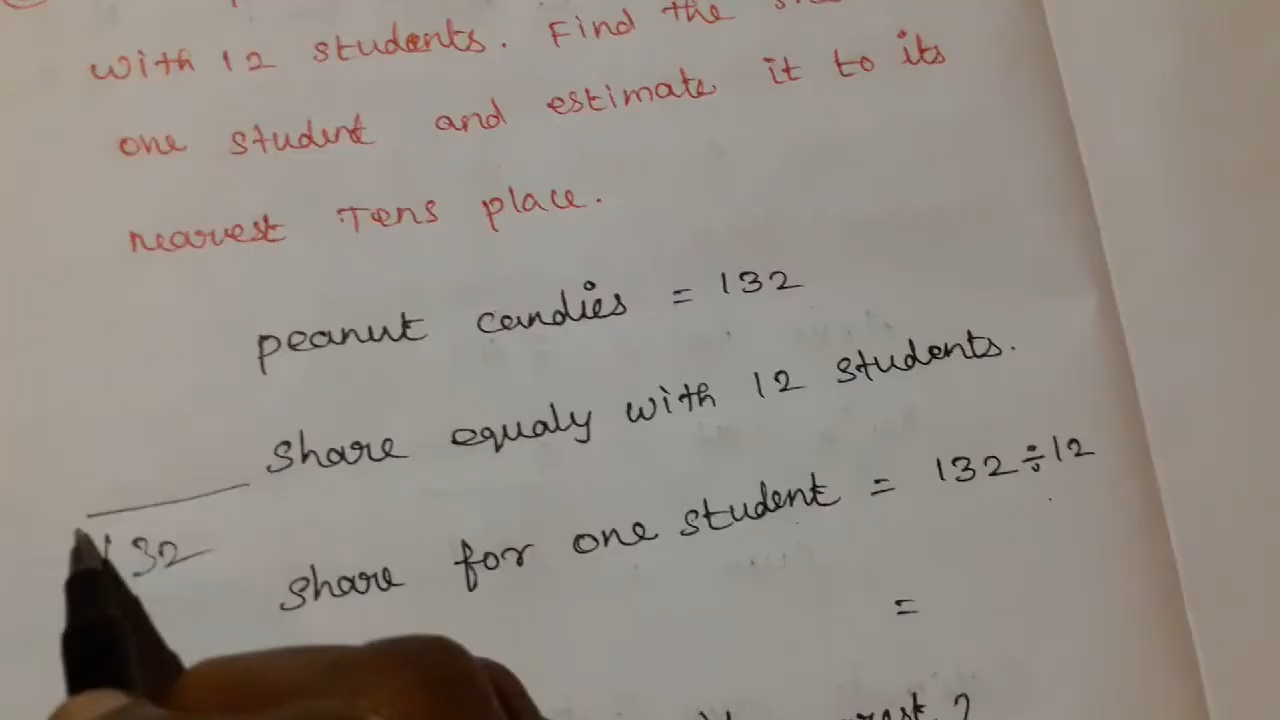 with 12 students. Find the
one student and estimate it to its
nearest Tens place.
peanut candies = 132
share equaly with 12 students.
share for one student = 132 ÷ 12
132
=
?